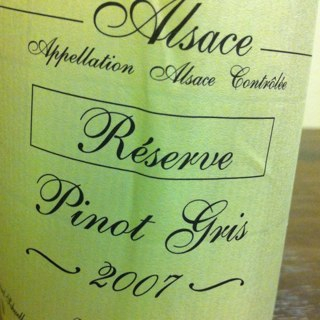 Alsace
Appellation Alsace Contrôlée
Réserve
Pinot Gris
~ 2007 ~